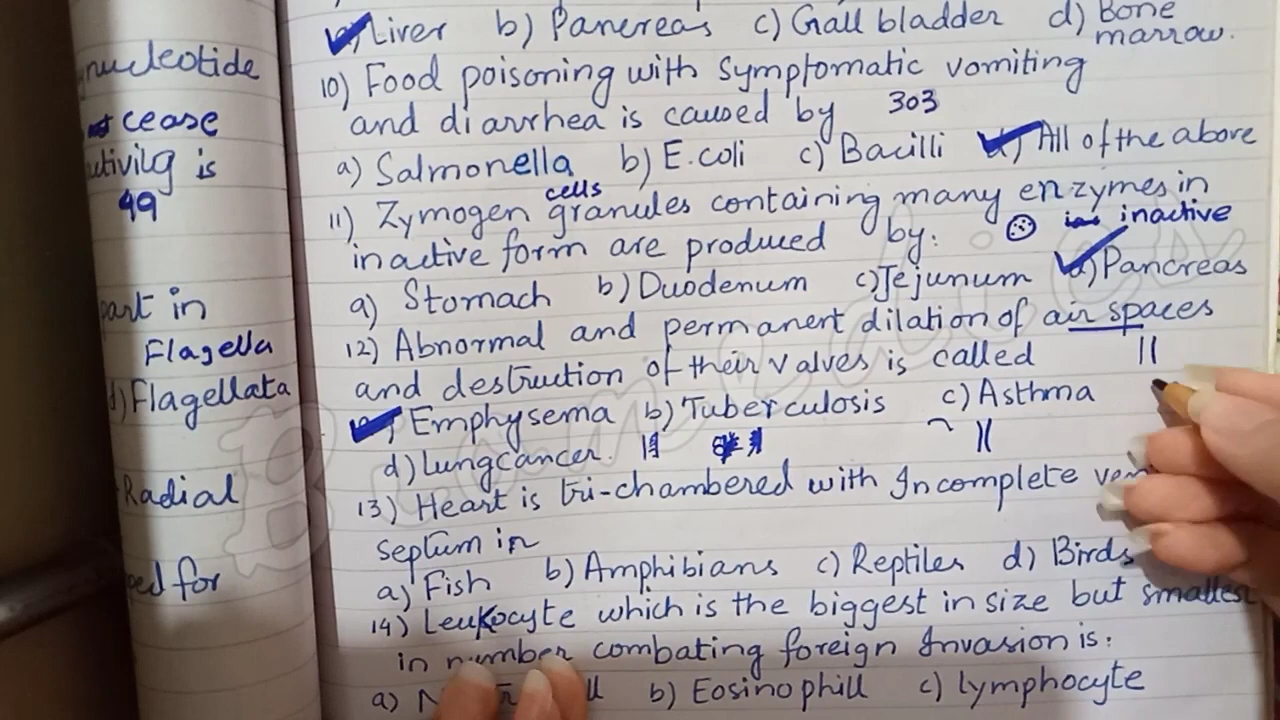 nucleotide
cease
is
49
part in
Flagella
d) Flagellata
Radial
for
a) Liver b) Pancreas c) Gall bladder d) Bone marrow.
10) Food poisoning with symptomatic vomiting
and diarrhea is caused by 303
a) Salmonella b) E.coli c) Bacilli d) All of the above
cells
11) Zymogen granules containing many enzymes in
inactive form are produced by: inactive
a) Stomach b) Duodenum c) Jejunum d) Pancreas
12) Abnormal and permanent dilation of air spaces
and destruction of their valves is called
a) Emphysema b) Tuberculosis c) Asthma
d) Lung cancer.
13) Heart is tri-chambered with Incomplete
septum in
a) Fish b) Amphibians c) Reptiles d) Birds
14) Leukocyte which is the biggest in size but smallest
in number combating foreign Invasion is:
a) b) Eosinophill c) lymphocyte